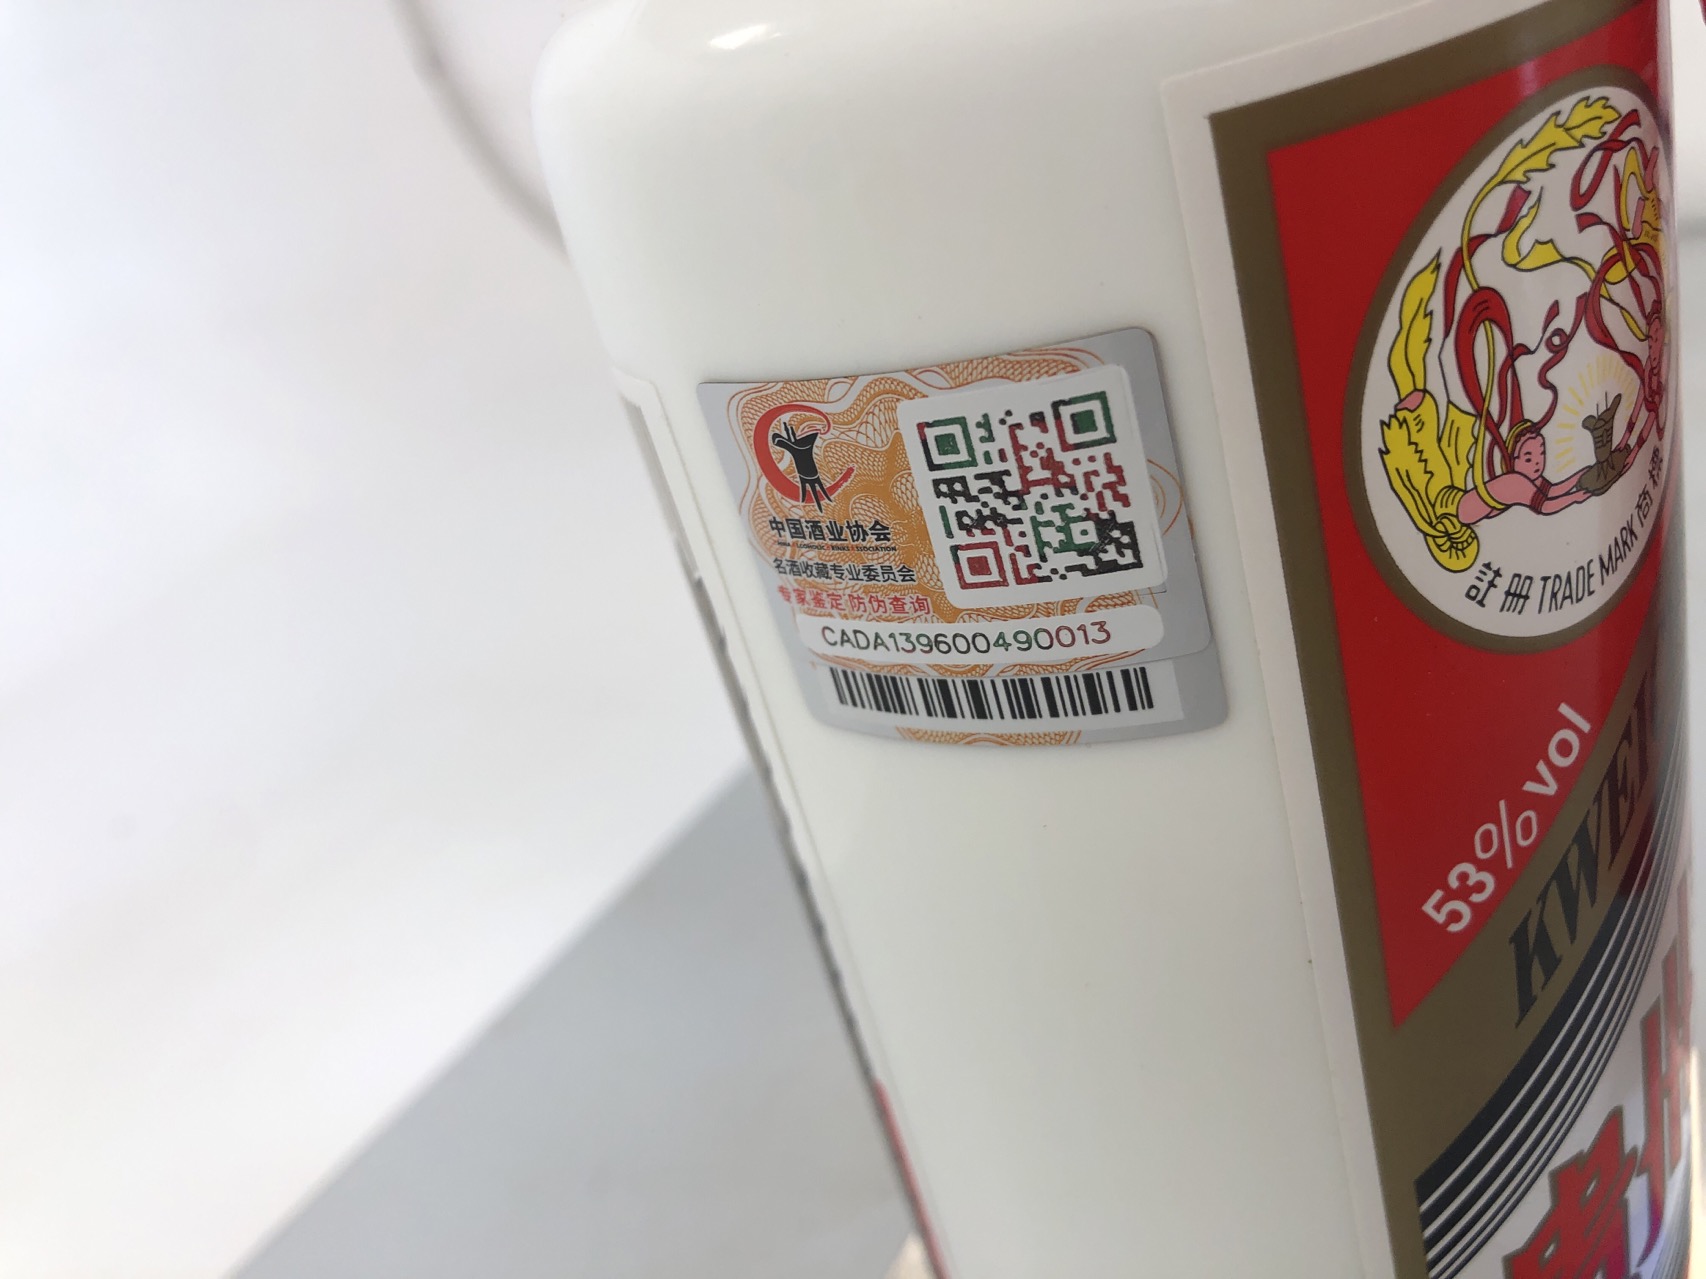 中国酒业协会
名酒收藏专业委员会
专家鉴定 防伪查询
CADA139600490013
註册 TRADE MARK 商標
53% vol
KWEI